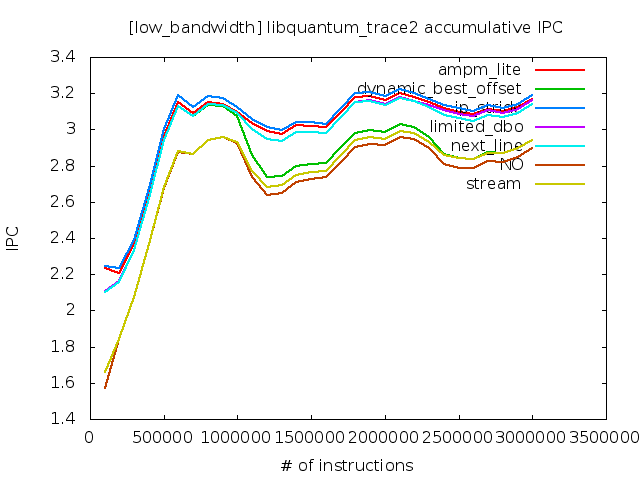 [low_bandwidth] libquantum_trace2 accumulative IPC
3.4
3.2
3
2.8
2.6
2.4
2.2
2
1.8
1.6
1.4
IPC
ampm_lite
dynamic_best_offset
ip_stride
limited_dbo
next_line
NO
stream
0 500000 1000000 1500000 2000000 2500000 3000000 3500000
# of instructions